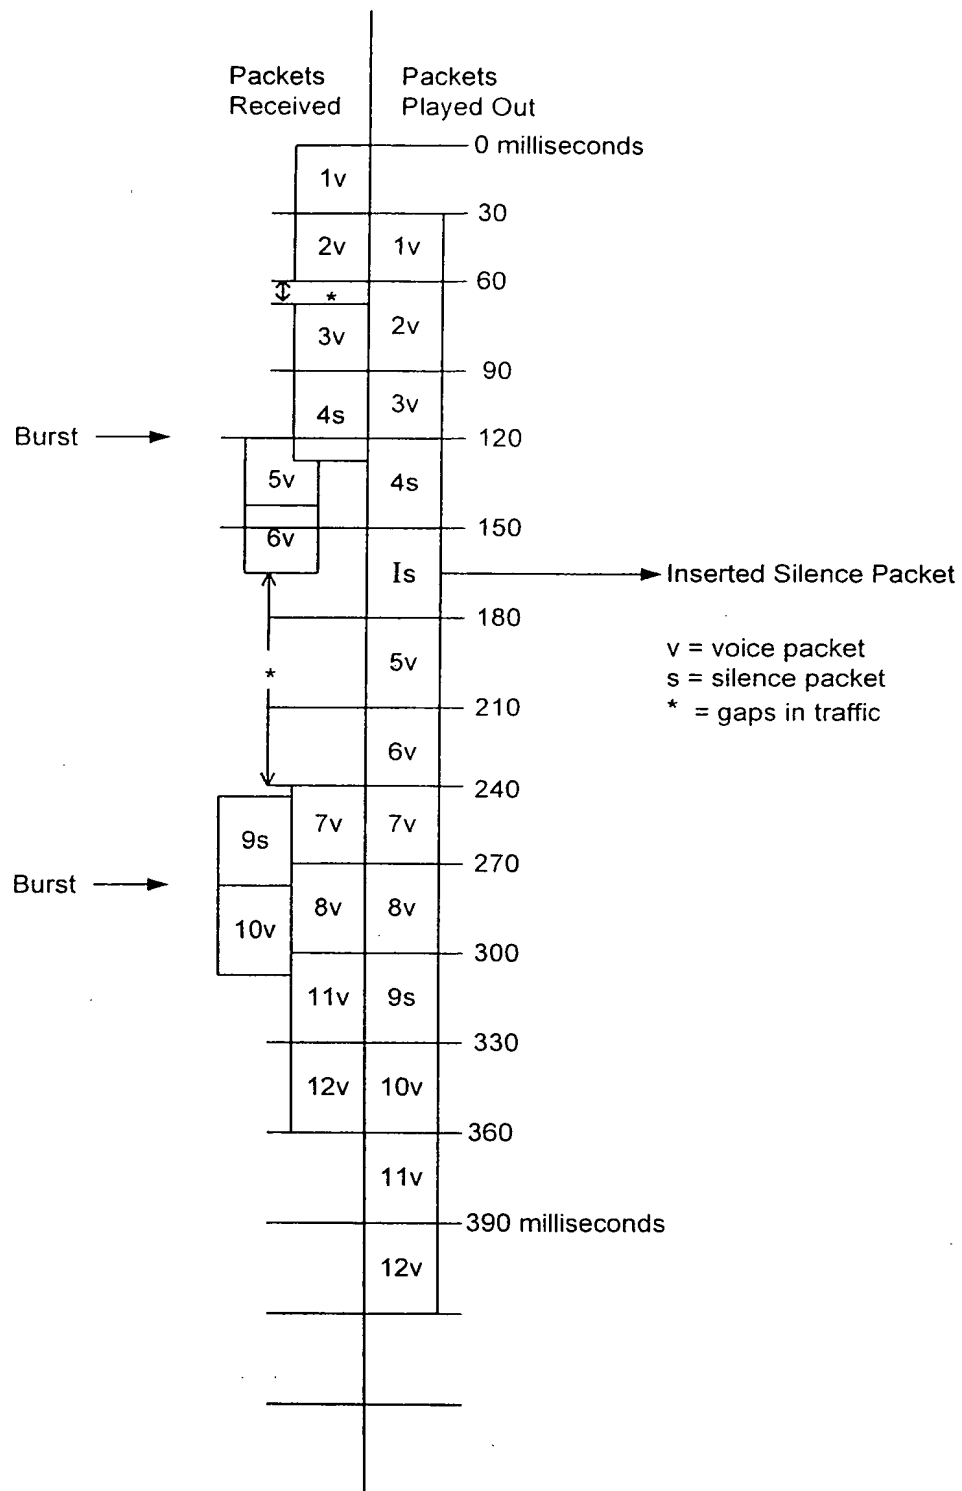 Packets
Received
Packets
Played Out
0 milliseconds
1v
30
2v
1v
60
*
3v
2v
90
4s
3v
Burst
120
5v
4s
150
6v
Is
Inserted Silence Packet
180
v = voice packet
s = silence packet
* = gaps in traffic
*
5v
210
6v
240
9s
7v
7v
270
Burst
10v
8v
8v
300
11v
9s
330
12v
10v
360
11v
390 milliseconds
12v